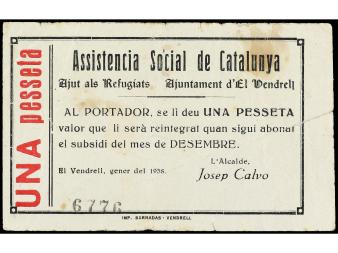 UNA pesseta
Assistencia Social de Catalunya
Ajut als Refugiats Ajuntament d'El Vendrell
AL PORTADOR, se li deu UNA PESSETA
valor que li serà reintegrat quan sigui abonat
el subsidi del mes de DESEMBRE.
L'Alcalde,
El Vendrell, gener del 1938. Josep Calvo
6776
IMP. BORRADAS - VENDRELL